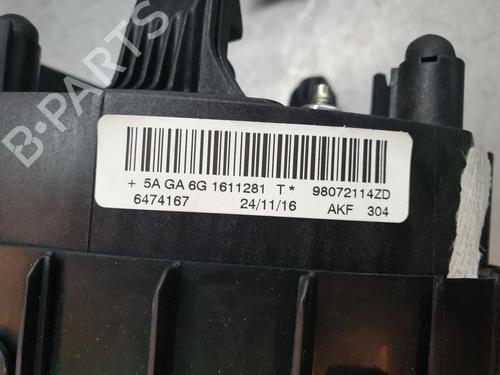 B-PARTS
+ 5A GA 6G 1611281 T* 98072114ZD
6474167 24/11/16 AKF 304